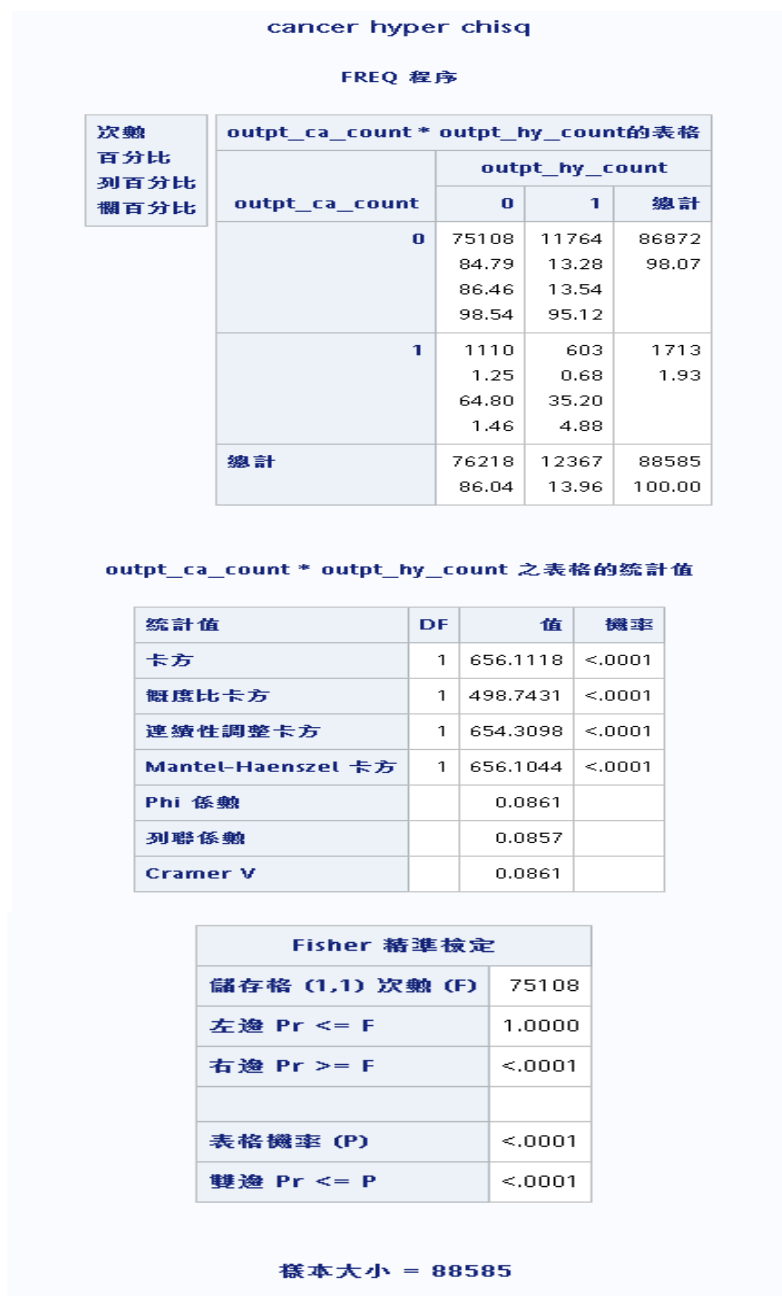 cancer hyper chisq
FREQ 程序
次數
百分比
列百分比
欄百分比
outpt_ca_count * outpt_hy_count的表格
outpt_hy_count
outpt_ca_count 0 1 總計
0 75108 11764 86872
84.79 13.28 98.07
86.46 13.54
98.54 95.12
1 1110 603 1713
1.25 0.68 1.93
64.80 35.20
1.46 4.88
總計 76218 12367 88585
86.04 13.96 100.00
outpt_ca_count * outpt_hy_count 之表格的統計值
統計值 DF 值 機率
卡方 1 656.1118 <.0001
概度比卡方 1 498.7431 <.0001
連續性調整卡方 1 654.3098 <.0001
Mantel-Haenszel 卡方 1 656.1044 <.0001
Phi 係數 0.0861
列聯係數 0.0857
Cramer V 0.0861
Fisher 精準檢定
儲存格 (1,1) 次數 (F) 75108
左邊 Pr <= F 1.0000
右邊 Pr >= F <.0001
表格機率 (P) <.0001
雙邊 Pr <= P <.0001
樣本大小 = 88585